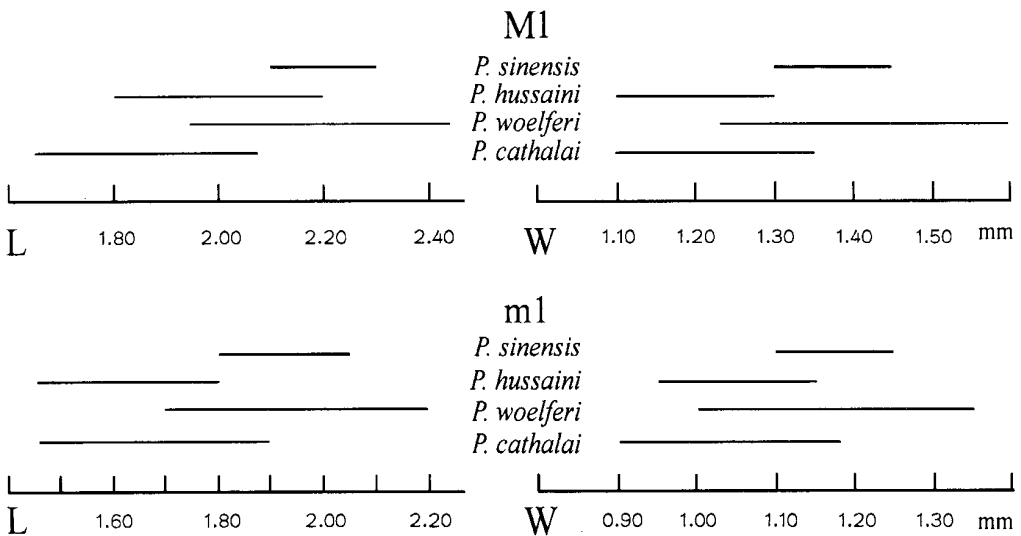 M1
P. sinensis
P. hussaini
P. woelferi
P. cathalai
L 1.80 2.00 2.20 2.40
W 1.10 1.20 1.30 1.40 1.50 mm
m1
P. sinensis
P. hussaini
P. woelferi
P. cathalai
L 1.60 1.80 2.00 2.20
W 0.90 1.00 1.10 1.20 1.30 mm